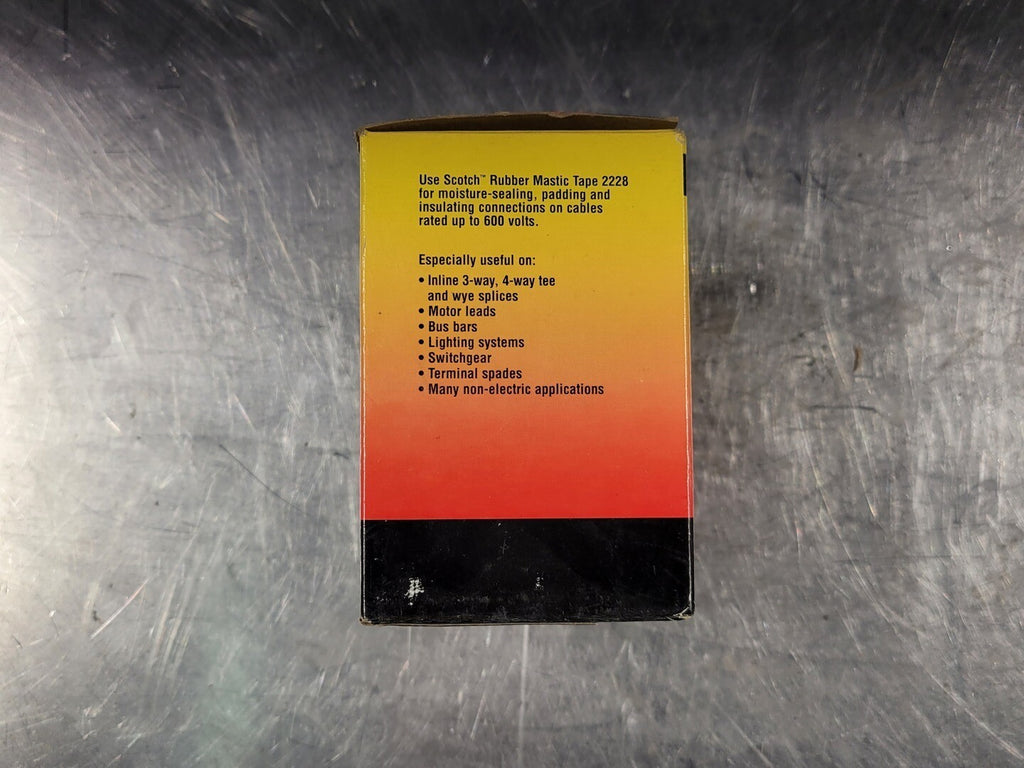 Use Scotch™ Rubber Mastic Tape 2228
for moisture-sealing, padding and
insulating connections on cables
rated up to 600 volts.
Especially useful on:
• Inline 3-way, 4-way tee
and wye splices
• Motor leads
• Bus bars
• Lighting systems
• Switchgear
• Terminal spades
• Many non-electric applications